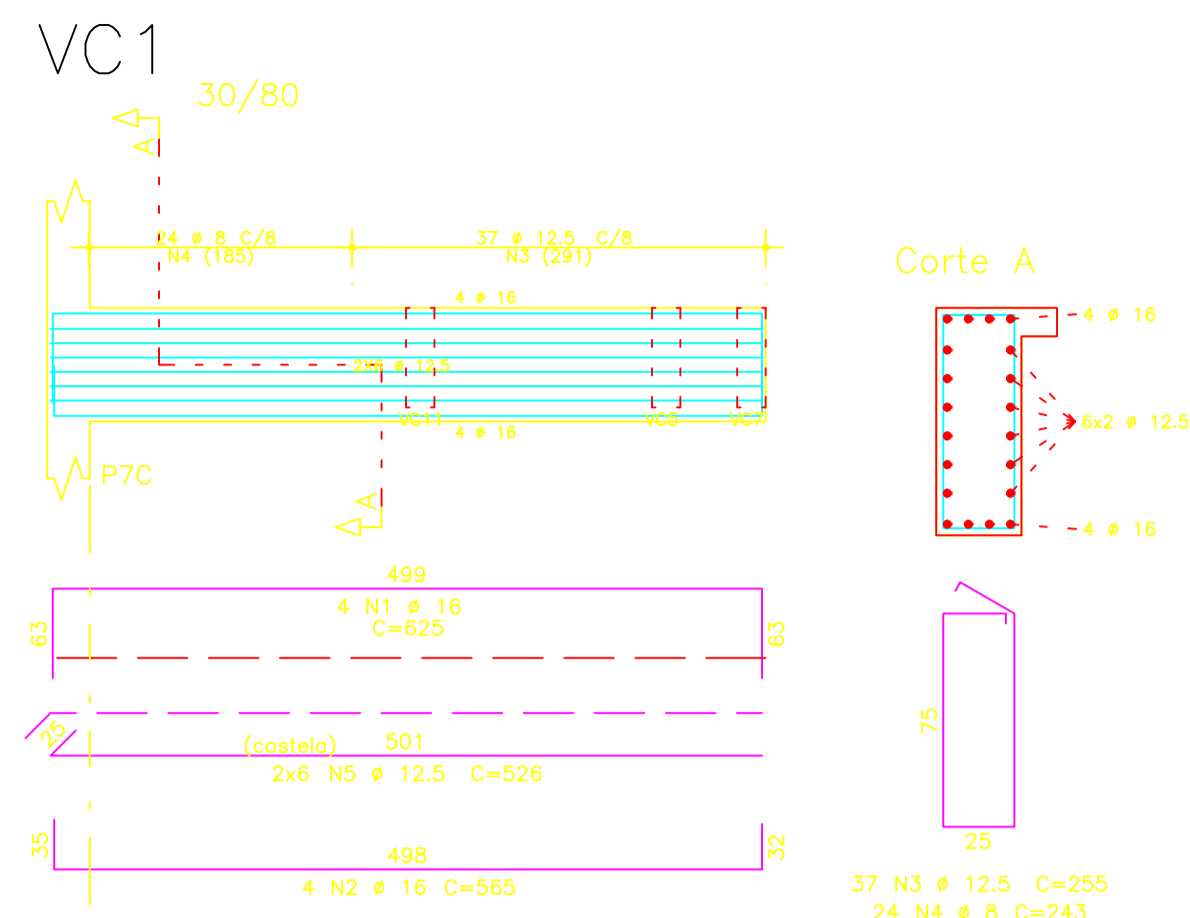 VC1
30/80
A
24 ø 8 C/8
N4 (185)
37 ø 12.5 C/8
N3 (291)
4 ø 16
2X6 ø 12.5
VC11
VC5
VC7
4 ø 16
P7C
A
Corte A
4 ø 16
6x2 ø 12.5
4 ø 16
499
4 N1 ø 16
C=625
63
63
25
(costela)
501
2x6 N5 ø 12.5 C=526
35
32
498
4 N2 ø 16 C=565
75
25
37 N3 ø 12.5 C=255
24 N4 ø 8 C=243